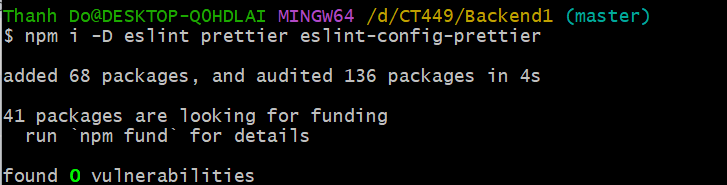 Thanh Do@DESKTOP-Q0HDLAI MINGW64 /d/CT449/Backend1 (master)
$ npm i -D eslint prettier eslint-config-prettier
added 68 packages, and audited 136 packages in 4s
41 packages are looking for funding
run `npm fund` for details
found 0 vulnerabilities